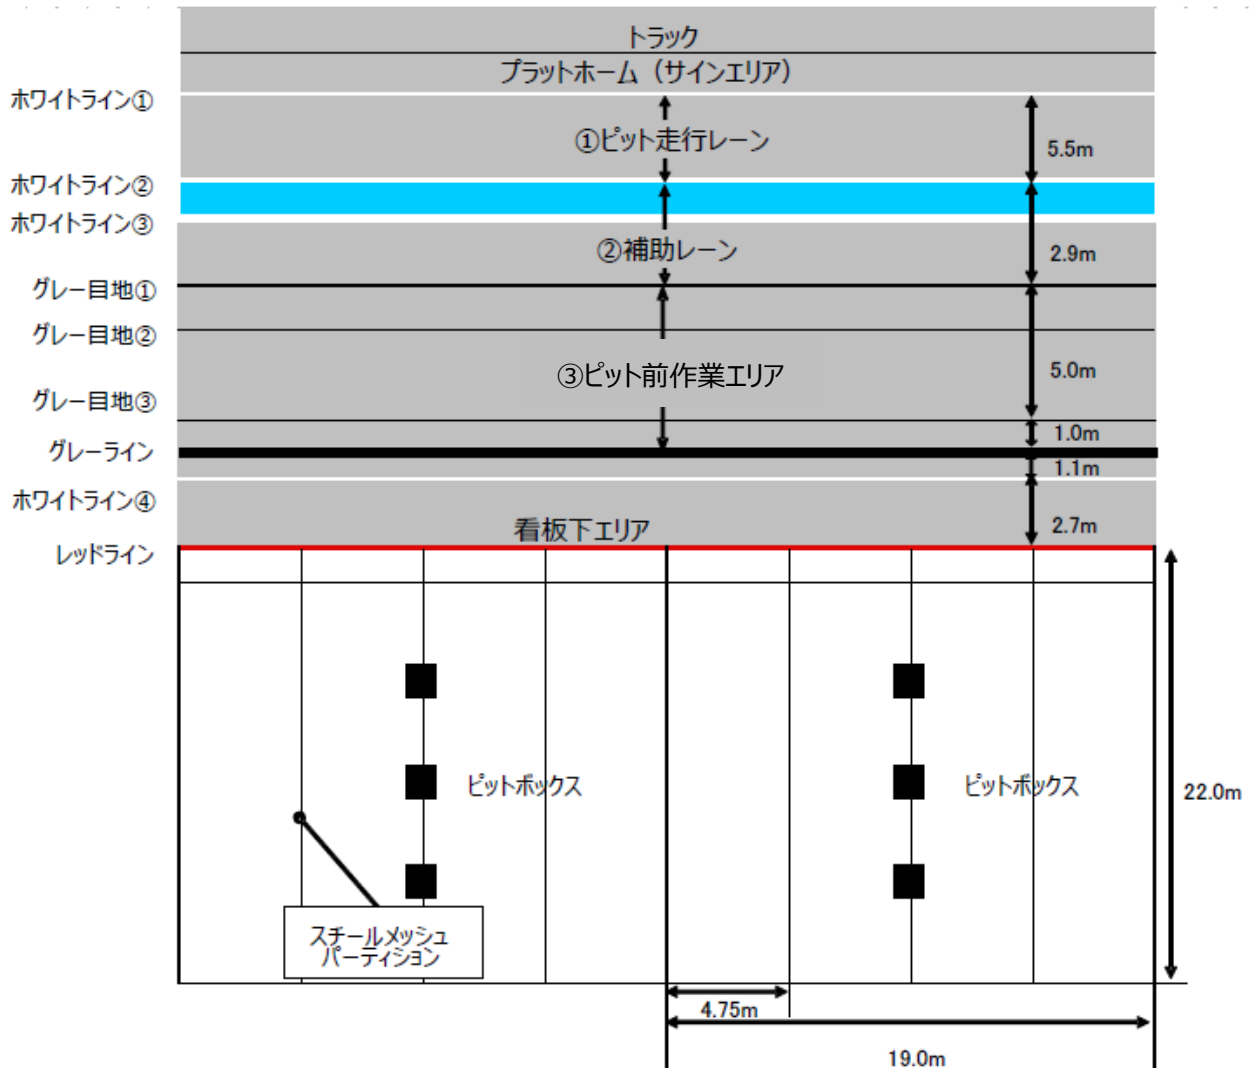 トラック
プラットホーム（サインエリア）
ホワイトライン①
①ピット走行レーン
5.5m
ホワイトライン②
ホワイトライン③
②補助レーン
2.9m
グレー目地①
グレー目地②
③ピット前作業エリア
5.0m
グレー目地③
1.0m
グレーライン
1.1m
ホワイトライン④
看板下エリア
2.7m
レッドライン
ピットボックス
ピットボックス
22.0m
スチールメッシュ
パーティション
4.75m
19.0m